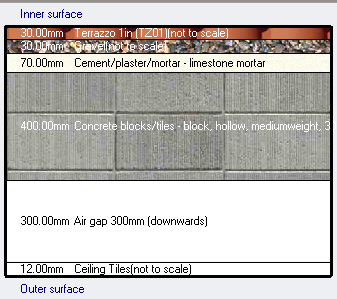 Inner surface
30.00mm Terrazzo 1in (TZ01)(not to scale)
30.00mm Gravel(not to scale)
70.00mm Cement/plaster/mortar - limestone mortar
400.00mm Concrete blocks/tiles - block, hollow, mediumweight, 3
300.00mm Air gap 300mm (downwards)
12.00mm Ceiling Tiles(not to scale)
Outer surface